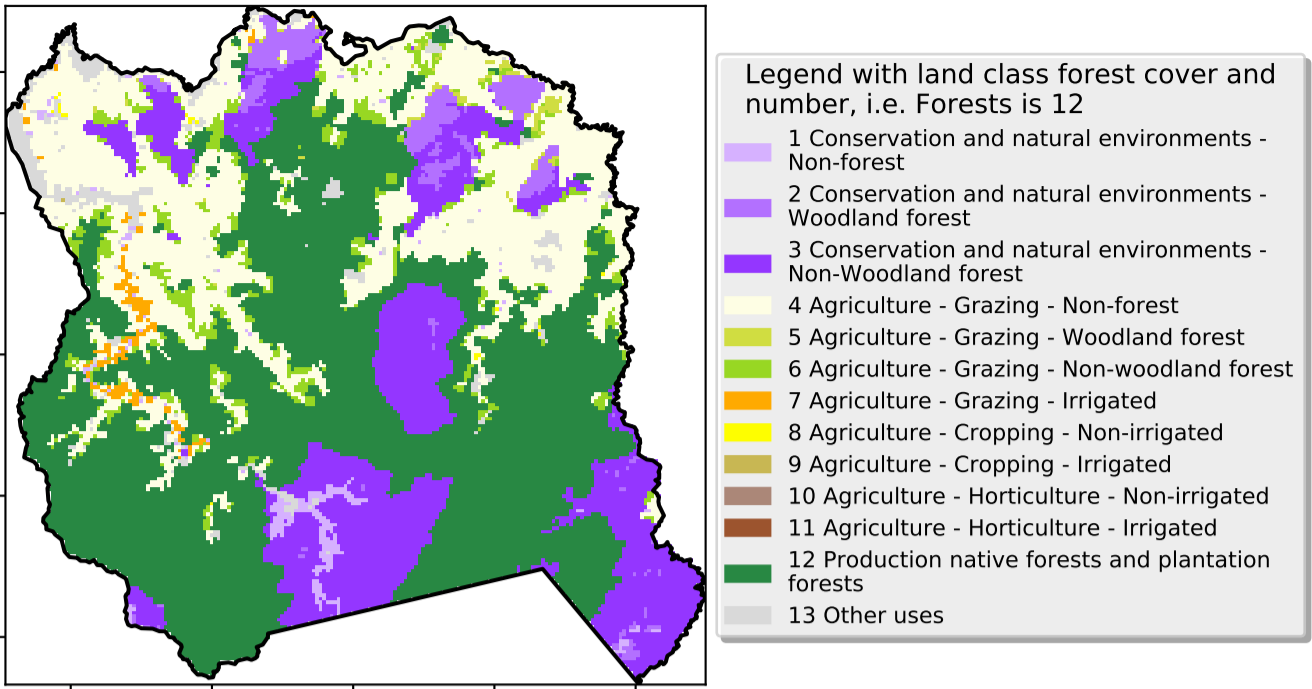 Legend with land class forest cover and
number, i.e. Forests is 12
1 Conservation and natural environments -
Non-forest
2 Conservation and natural environments -
Woodland forest
3 Conservation and natural environments -
Non-Woodland forest
4 Agriculture - Grazing - Non-forest
5 Agriculture - Grazing - Woodland forest
6 Agriculture - Grazing - Non-woodland forest
7 Agriculture - Grazing - Irrigated
8 Agriculture - Cropping - Non-irrigated
9 Agriculture - Cropping - Irrigated
10 Agriculture - Horticulture - Non-irrigated
11 Agriculture - Horticulture - Irrigated
12 Production native forests and plantation
forests
13 Other uses